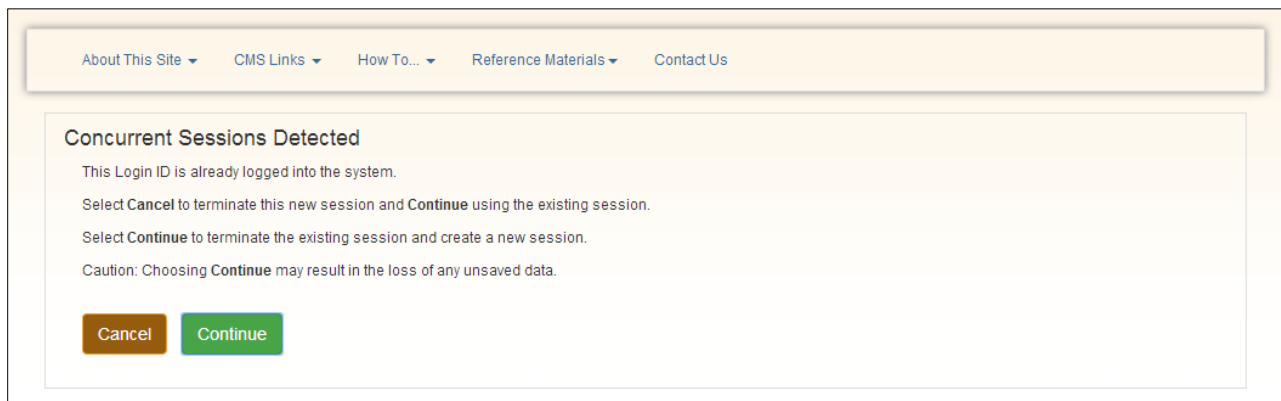 About This Site CMS Links How To... Reference Materials Contact Us
Concurrent Sessions Detected
This Login ID is already logged into the system.
Select Cancel to terminate this new session and Continue using the existing session.
Select Continue to terminate the existing session and create a new session.
Caution: Choosing Continue may result in the loss of any unsaved data.
Cancel Continue